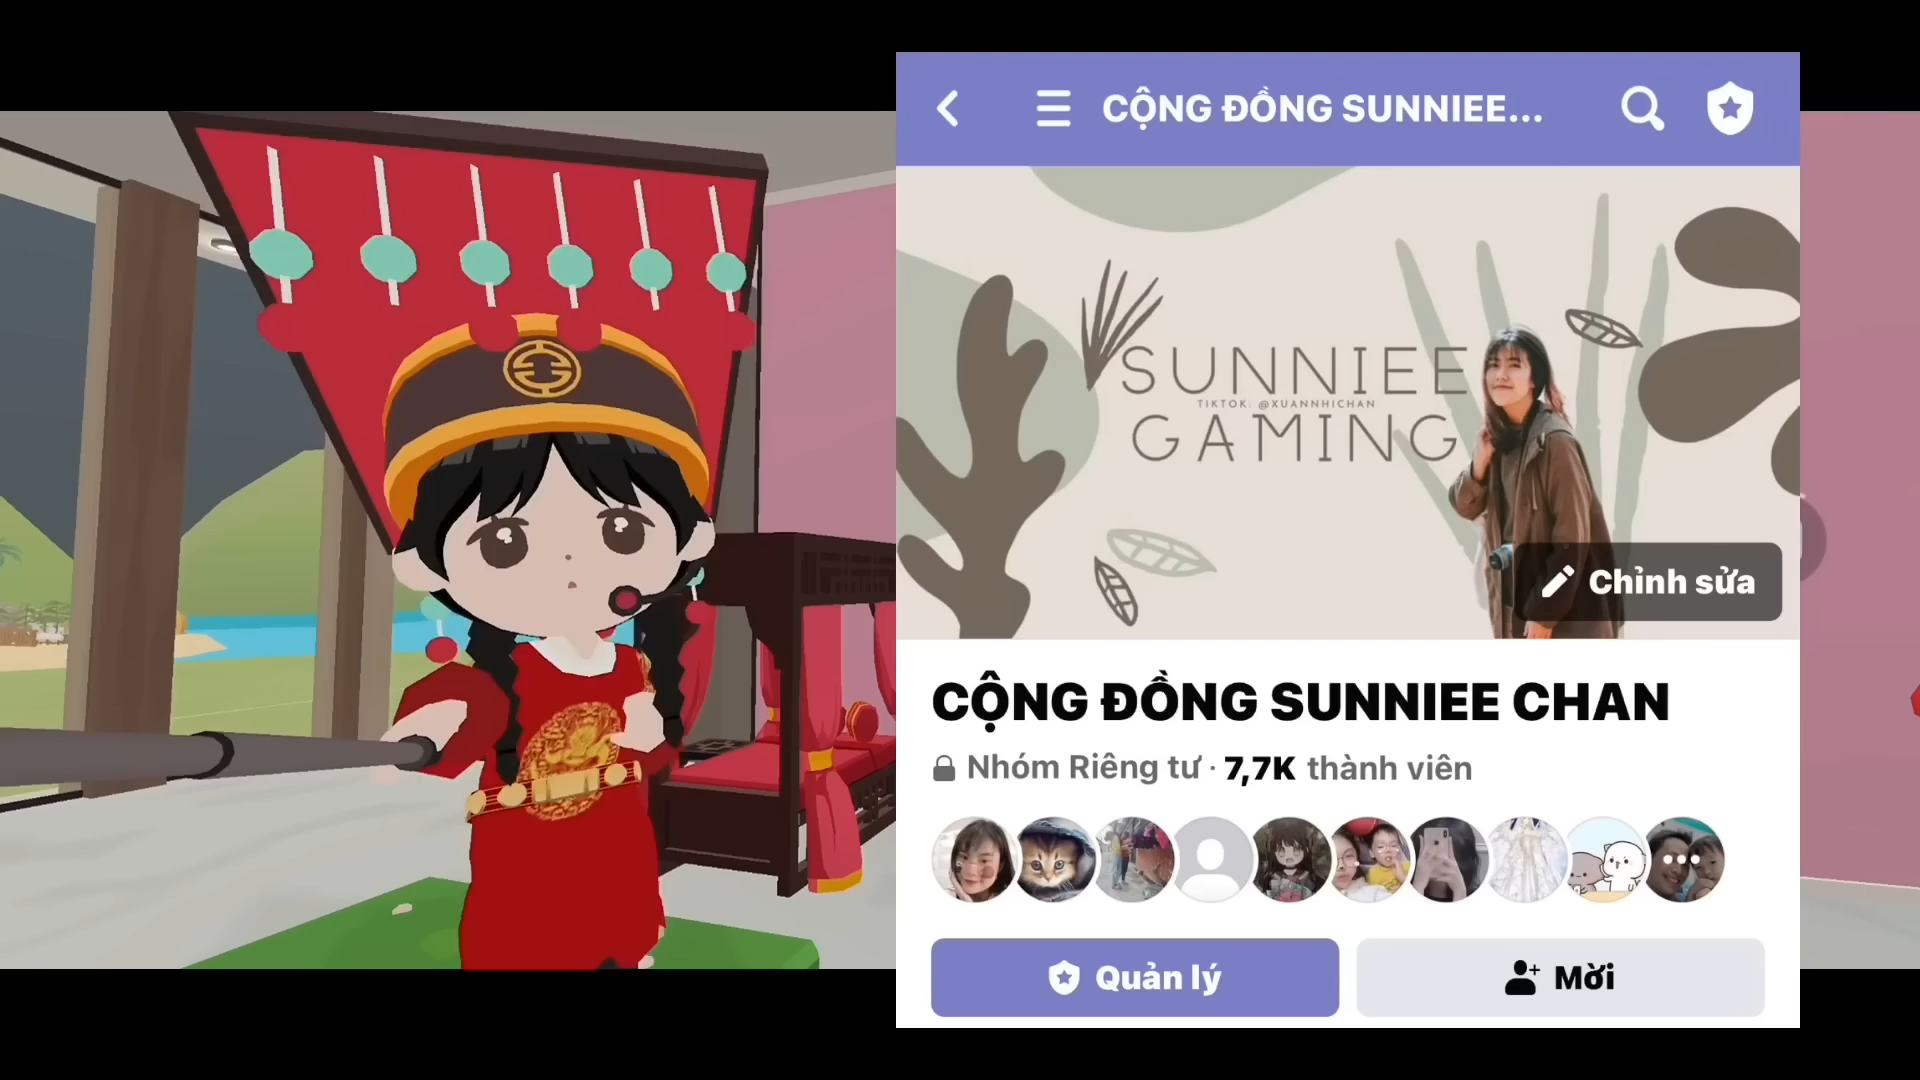 CỘNG ĐỒNG SUNNIEE...
SUNNIEE
TIKTOK: @XUANNHICHAN
GAMING
Chỉnh sửa
CỘNG ĐỒNG SUNNIEE CHAN
Nhóm Riêng tư · 7,7K thành viên
Quản lý
Mời